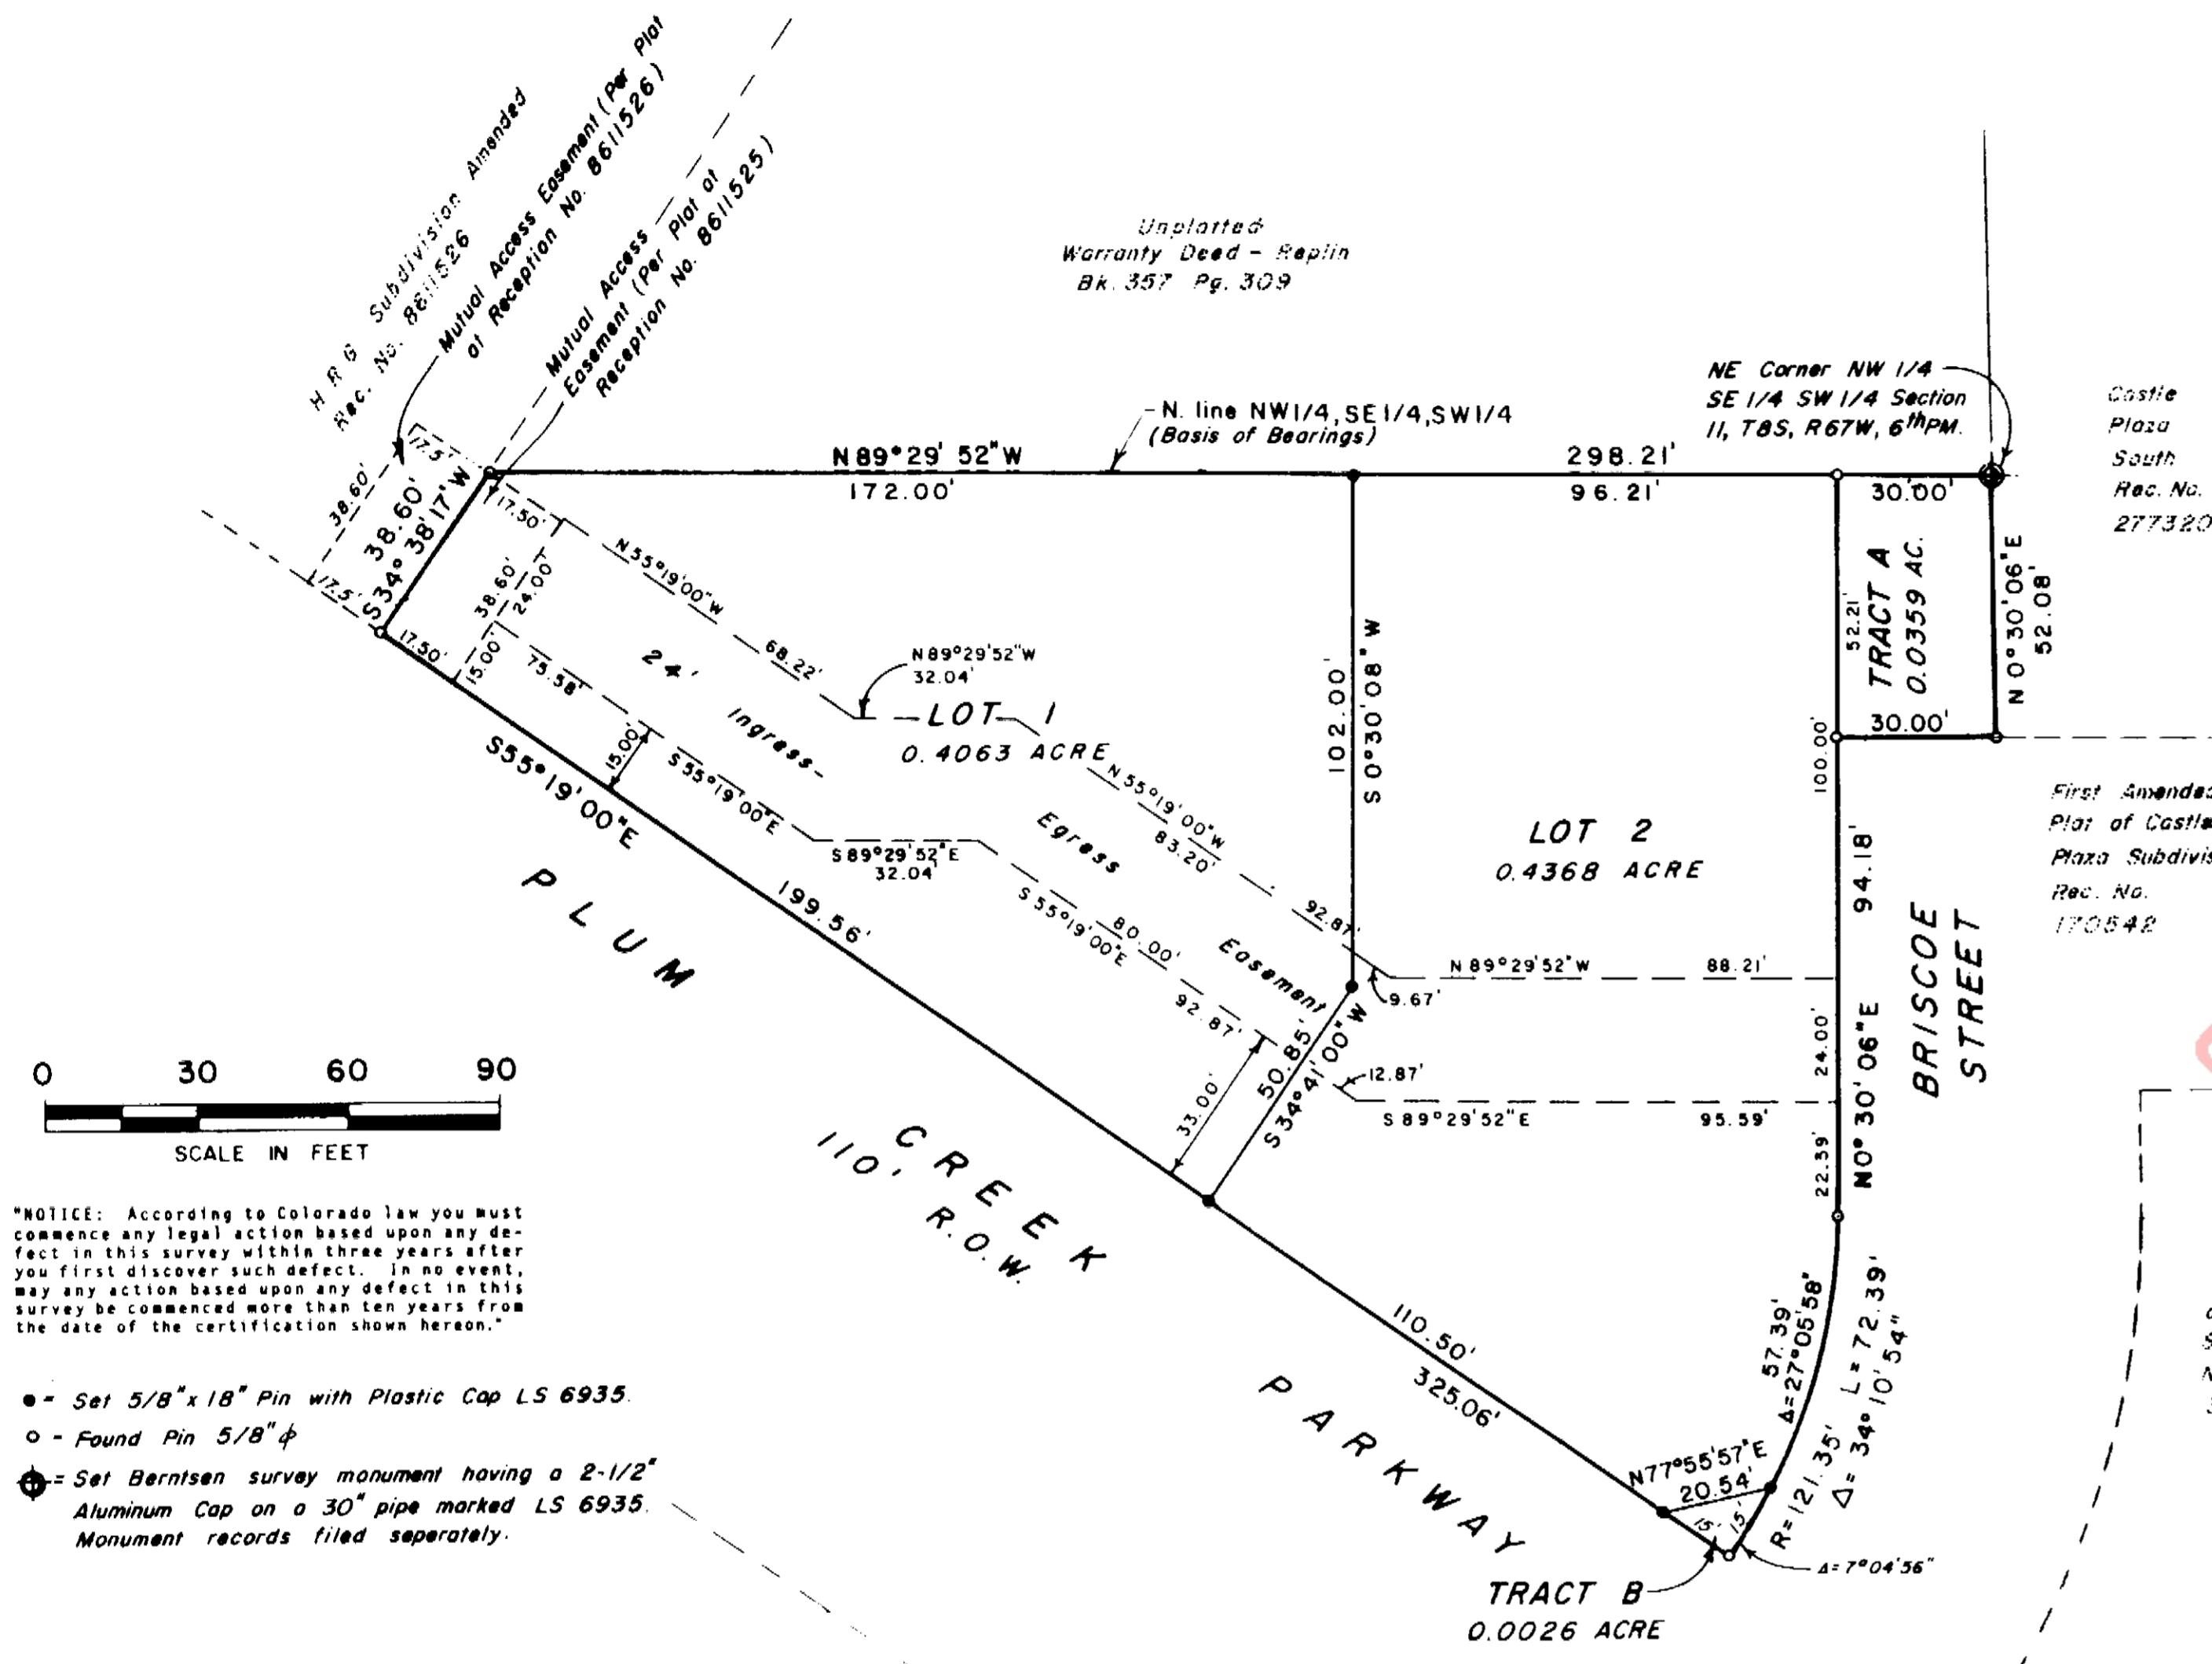 H R G Subdivision Amended
Rec. No. 8611526
Mutual Access Easement (Per Plat
at Reception No. 8611526)
Mutual Access
Easement (Per Plat at
Reception No. 8611525)
Unplatted
Warranty Deed - Replin
Bk. 357 Pg. 309
NE Corner NW 1/4
SE 1/4 SW 1/4 Section
11, T8S, R67W, 6thPM.
Castle
Plaza
South
Rec. No.
277320
N. line NW1/4, SE1/4, SW1/4
(Basis of Bearings)
N89°29'52"W
172.00'
298.21'
96.21'
30.00'
17.5'
38.60'
17.5'
38.60'
S34°38'17"W
17.50'
17.50'
38.60'
24.00'
15.00'
N55°19'00"W
68.22'
75.58'
24'
Ingress-
Egress
Easement
N89°29'52"W
32.04'
LOT 1
0.4063 ACRE
15.00'
S55°19'00"E
S55°19'00"E
199.56'
S89°29'52"E
32.04'
N55°19'00"W
83.20'
92.87'
S55°19'00"E
80.00'
92.87'
33.00'
102.00'
S0°30'08"W
50.85'
S34°41'00"W
9.67'
12.87'
LOT 2
0.4368 ACRE
N89°29'52"W
88.21'
S89°29'52"E
95.59'
52.21'
TRACT A
0.0359 AC.
N0°30'06"E
52.08'
30.00'
100.00'
94.18'
24.00'
N0°30'06"E
22.39'
BRISCOE
STREET
First Amended
Plat of Castle
Plaza Subdivis
Rec. No.
170542
PLUM
CREEK
PARKWAY
110' R.O.W.
110.50'
325.06'
57.39'
Δ=27°05'58"
L=72.39'
Δ=34°10'54"
R=121.35'
N77°55'57"E
20.54'
15'
15'
Δ=7°04'56"
TRACT B
0.0026 ACRE
0 30 60 90
SCALE IN FEET
"NOTICE: According to Colorado law you must
commence any legal action based upon any de-
fect in this survey within three years after
you first discover such defect. In no event,
may any action based upon any defect in this
survey be commenced more than ten years from
the date of the certification shown hereon."
= Set 5/8"x18" Pin with Plastic Cap LS 6935.
- Found Pin 5/8"ϕ
= Set Berntsen survey monument having a 2-1/2"
Aluminum Cap on a 30" pipe marked LS 6935.
Monument records filed seperately.